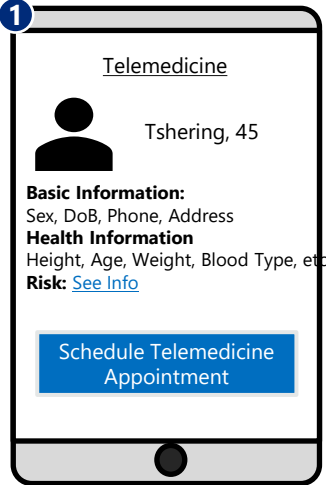 1
Telemedicine
Tshering, 45
Basic Information:
Sex, DoB, Phone, Address
Health Information
Height, Age, Weight, Blood Type, etc
Risk: See Info
Schedule Telemedicine
Appointment